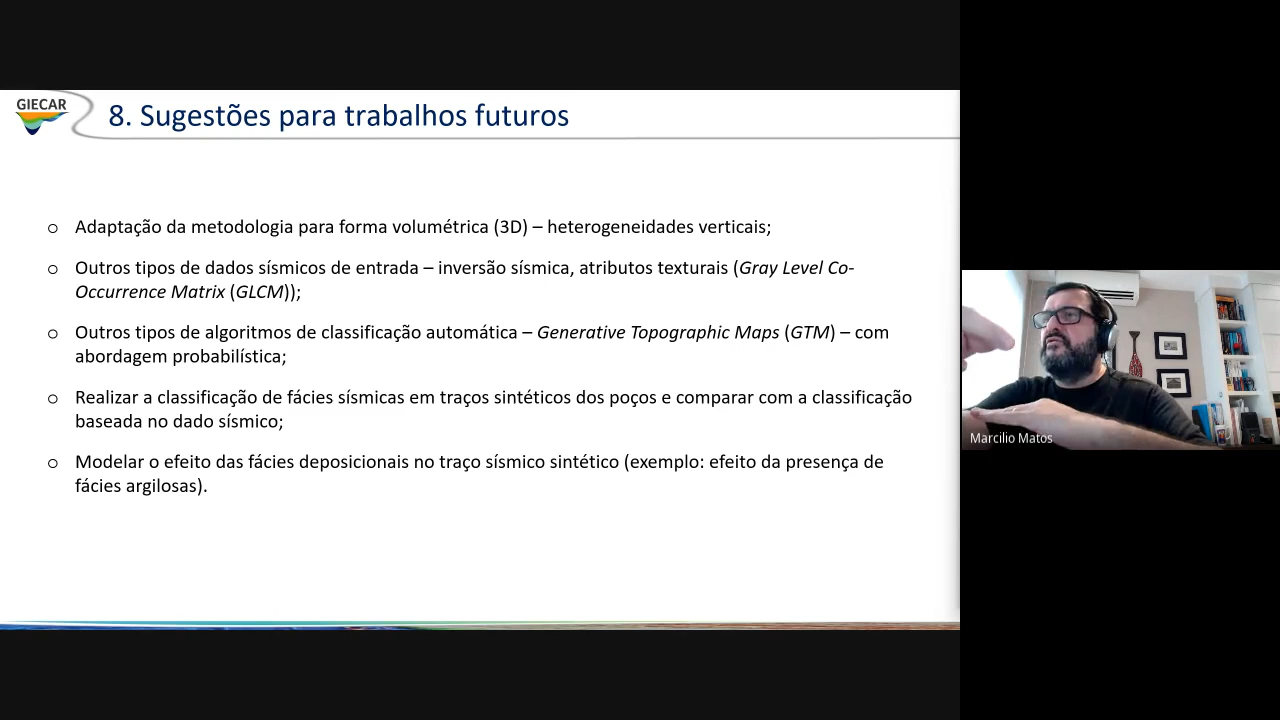 GIECAR
8. Sugestões para trabalhos futuros
o Adaptação da metodologia para forma volumétrica (3D) – heterogeneidades verticais;
o Outros tipos de dados sísmicos de entrada – inversão sísmica, atributos texturais (Gray Level Co-
Occurrence Matrix (GLCM));
o Outros tipos de algoritmos de classificação automática – Generative Topographic Maps (GTM) – com
abordagem probabilística;
o Realizar a classificação de fácies sísmicas em traços sintéticos dos poços e comparar com a classificação
baseada no dado sísmico;
o Modelar o efeito das fácies deposicionais no traço sísmico sintético (exemplo: efeito da presença de
fácies argilosas).
Marcilio Matos